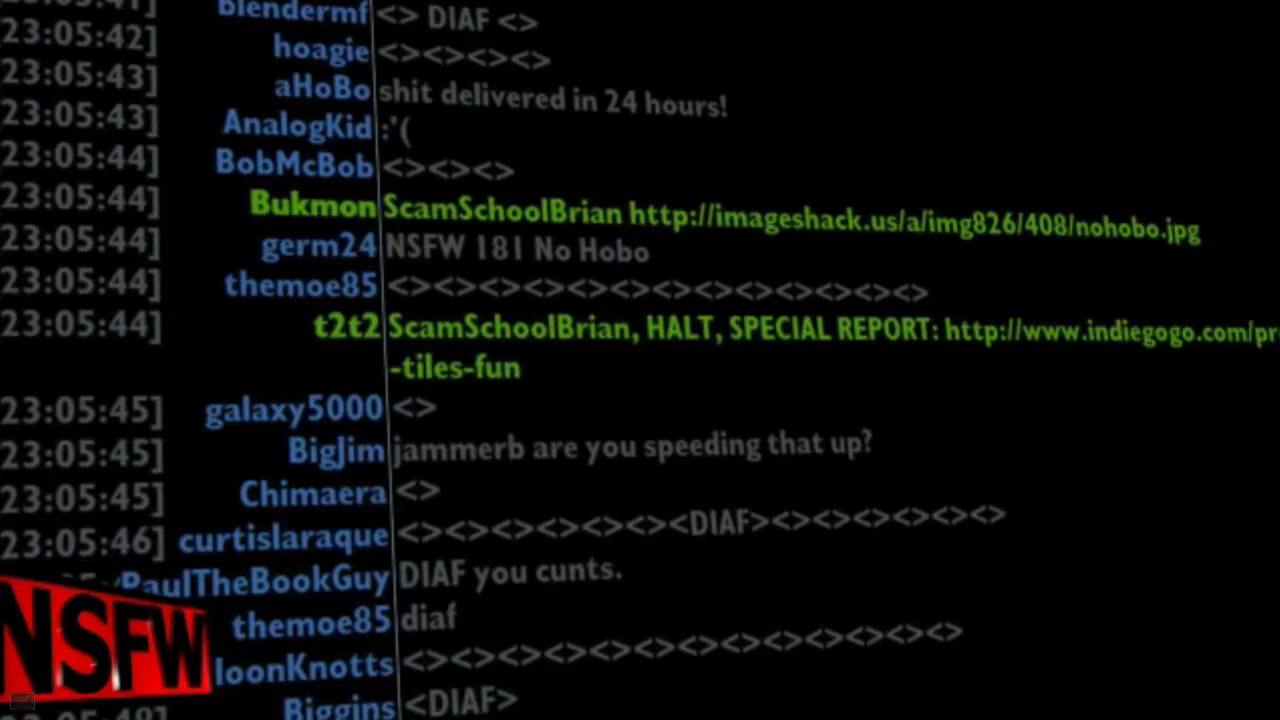 Blendermf <> DIAF <>
23:05:42] hoagie <><><><>
23:05:43] aHoBo shit delivered in 24 hours!
23:05:43] AnalogKid :'(
23:05:44] BobMcBob <><><>
23:05:44] Bukmon ScamSchoolBrian http://imageshack.us/a/img826/408/nohobo.jpg
23:05:44] germ24 NSFW 181 No Hobo
23:05:44] themoe85 <><><><><><><><><><><><>
23:05:44] t2t2 ScamSchoolBrian, HALT, SPECIAL REPORT: http://www.indiegogo.com/pr
-tiles-fun
23:05:45] galaxy5000 <>
23:05:45] BigJim jammerb are you speeding that up?
23:05:45] Chimaera <>
23:05:46] curtislaraque <><><><><><><DIAF><><><><><><>
PaulTheBookGuy DIAF you cunts.
themoe85 diaf
loonKnotts <><><><><><><><><><><><>
Biggins <DIAF>
NSFW